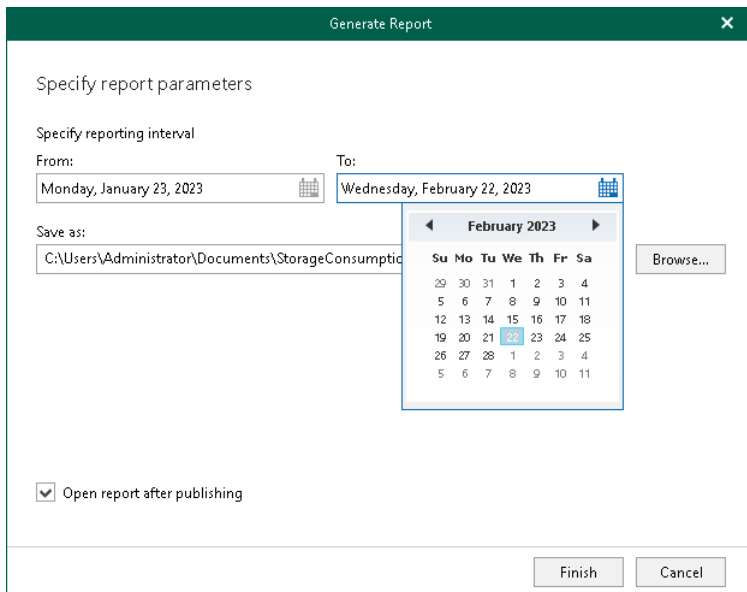 Generate Report
Specify report parameters
Specify reporting interval
From:
To:
Monday, January 23, 2023
Wednesday, February 22, 2023
Save as:
C:\Users\Administrator\Documents\StorageConsumptic
Browse...
February 2023
Su Mo Tu We Th Fr Sa
29 30 31 1 2 3 4
5 6 7 8 9 10 11
12 13 14 15 16 17 18
19 20 21 22 23 24 25
26 27 28 1 2 3 4
5 6 7 8 9 10 11
Open report after publishing
Finish
Cancel